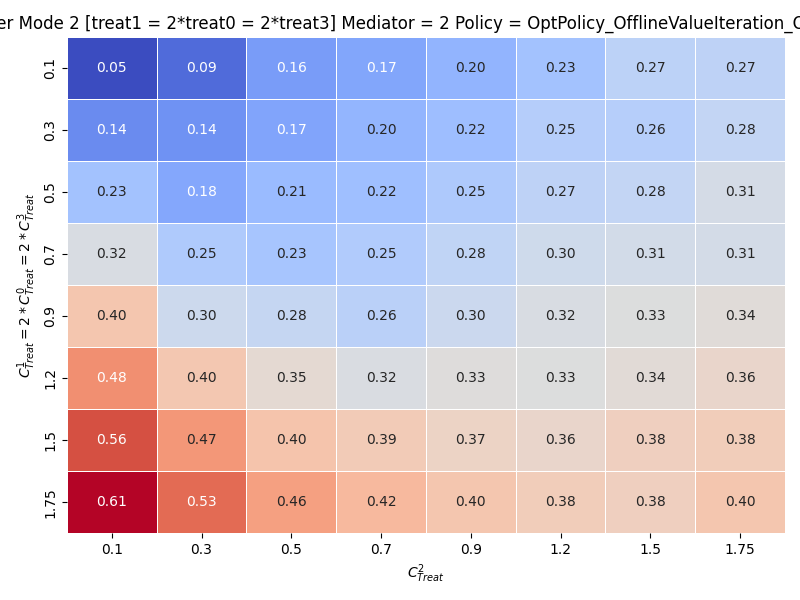 er Mode 2 [treat1 = 2*treat0 = 2*treat3] Mediator = 2 Policy = OptPolicy_OfflineValueIteration_
0.1 0.05 0.09 0.16 0.17 0.20 0.23 0.27 0.27
0.3 0.14 0.14 0.17 0.20 0.22 0.25 0.26 0.28
0.5 0.23 0.18 0.21 0.22 0.25 0.27 0.28 0.31
0.7 0.32 0.25 0.23 0.25 0.28 0.30 0.31 0.31
0.9 0.40 0.30 0.28 0.26 0.30 0.32 0.33 0.34
1.2 0.48 0.40 0.35 0.32 0.33 0.33 0.34 0.36
1.5 0.56 0.47 0.40 0.39 0.37 0.36 0.38 0.38
1.75 0.61 0.53 0.46 0.42 0.40 0.38 0.38 0.40
0.1 0.3 0.5 0.7 0.9 1.2 1.5 1.75
C^2_{Treat}
C^1_{Treat} = 2 * C^0_{Treat} = 2 * C^3_{Treat}